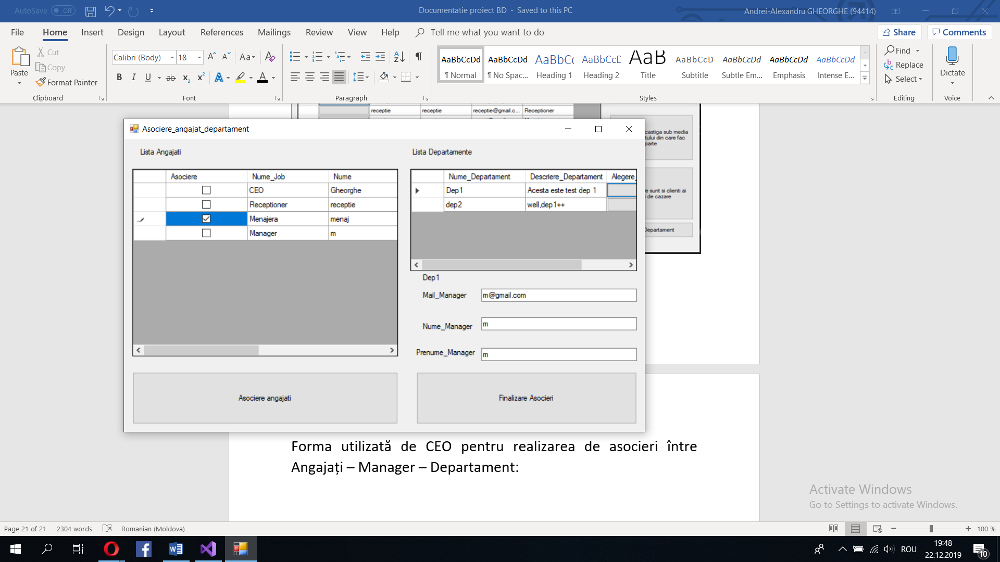 AutoSave Off
Documentatie proiect BD - Saved to this PC
Andrei-Alexandru GHEORGHE (94414)
File Home Insert Design Layout References Mailings Review View Help Tell me what you want to do
Share Comments
Paste
Cut
Copy
Format Painter
Clipboard
Calibri (Body) 18
Font
Paragraph
AaBbCcDd AaBbCcDd AaBbCc AaBbCcD AaB AaBbCcD AaBbCcDd AaBbCcDd AaBbCcDd
¶ Normal ¶ No Spac... Heading 1 Heading 2 Title Subtitle Subtle Em... Emphasis Intense E...
Styles
Find
Replace
Select
Editing
Dictate
Voice
receptie receptie receptie@gmail.c... Receptioner
castiga sub media
tului din care fac
parte
e sunt si clienti ai
de cazare
Departament
Asociere_angajat_departament
Lista Angajati
Asociere Nume_Job Nume
CEO Gheorghe
Receptioner receptie
Menajera menaj
Manager m
Lista Departamente
Nume_Departament Descriere_Departament Alegere_
Dep1 Acesta este test dep 1
dep2 well,dep1++
Dep1
Mail_Manager m@gmail.com
Nume_Manager m
Prenume_Manager m
Asociere angajati
Finalizare Asocieri
Forma utilizată de CEO pentru realizarea de asocieri între
Angajați – Manager – Departament:
Activate Windows
Go to Settings to activate Windows.
Page 21 of 21 2304 words Romanian (Moldova)
100 %
ROU
19:48
22.12.2019
10